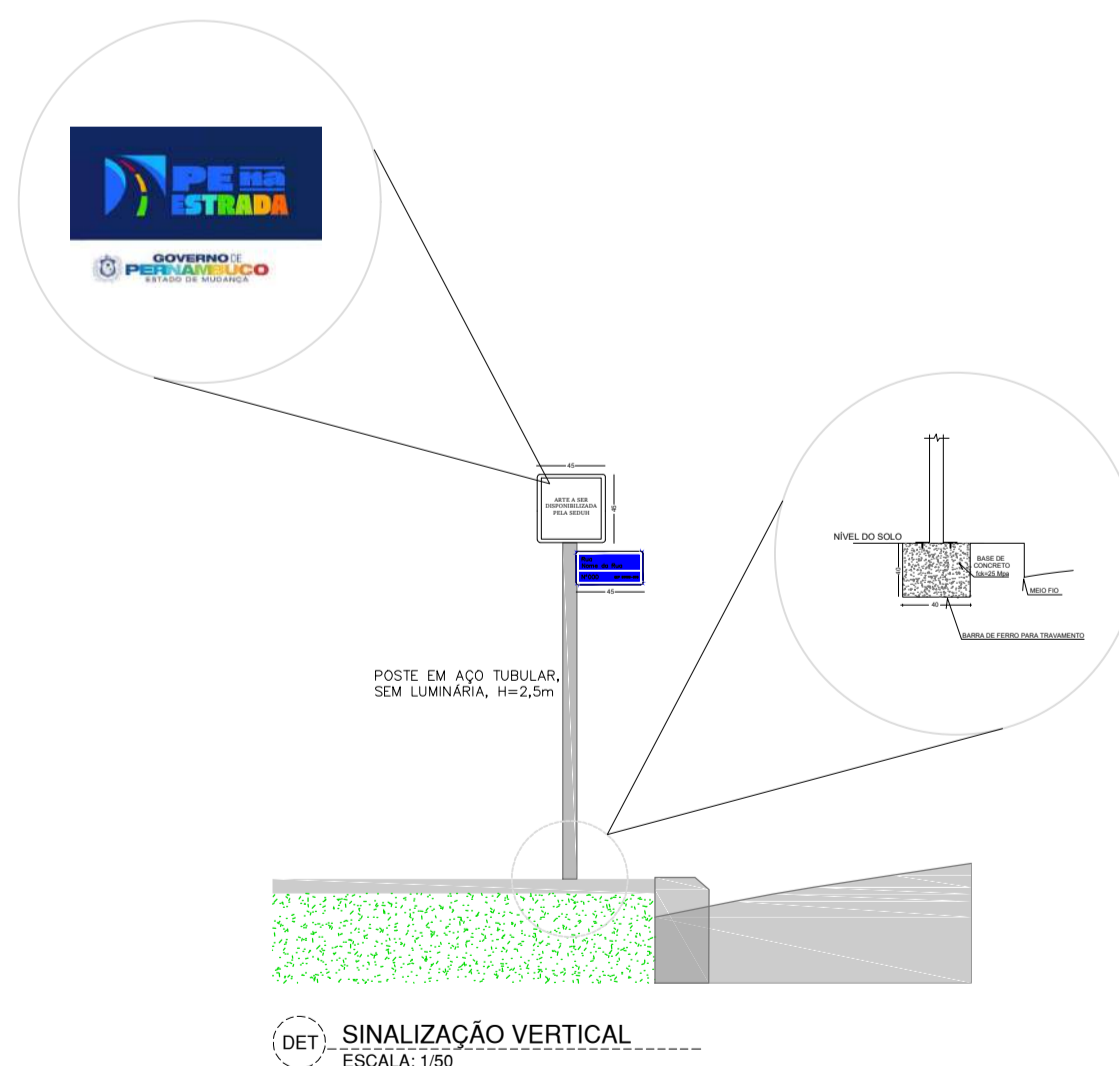 PE na
ESTRADA
GOVERNO DE
PERNAMBUCO
ESTADO DE MUDANÇA
45
ARTE A SER
DISPONIBILIZADA
PELA SEDUH
45
45
POSTE EM AÇO TUBULAR,
SEM LUMINÁRIA, H=2,5m
NÍVEL DO SOLO
BASE DE
CONCRETO
fck=25 Mpa
MEIO FIO
40
BARRA DE FERRO PARA TRAVAMENTO
DET
SINALIZAÇÃO VERTICAL
ESCALA: 1/50